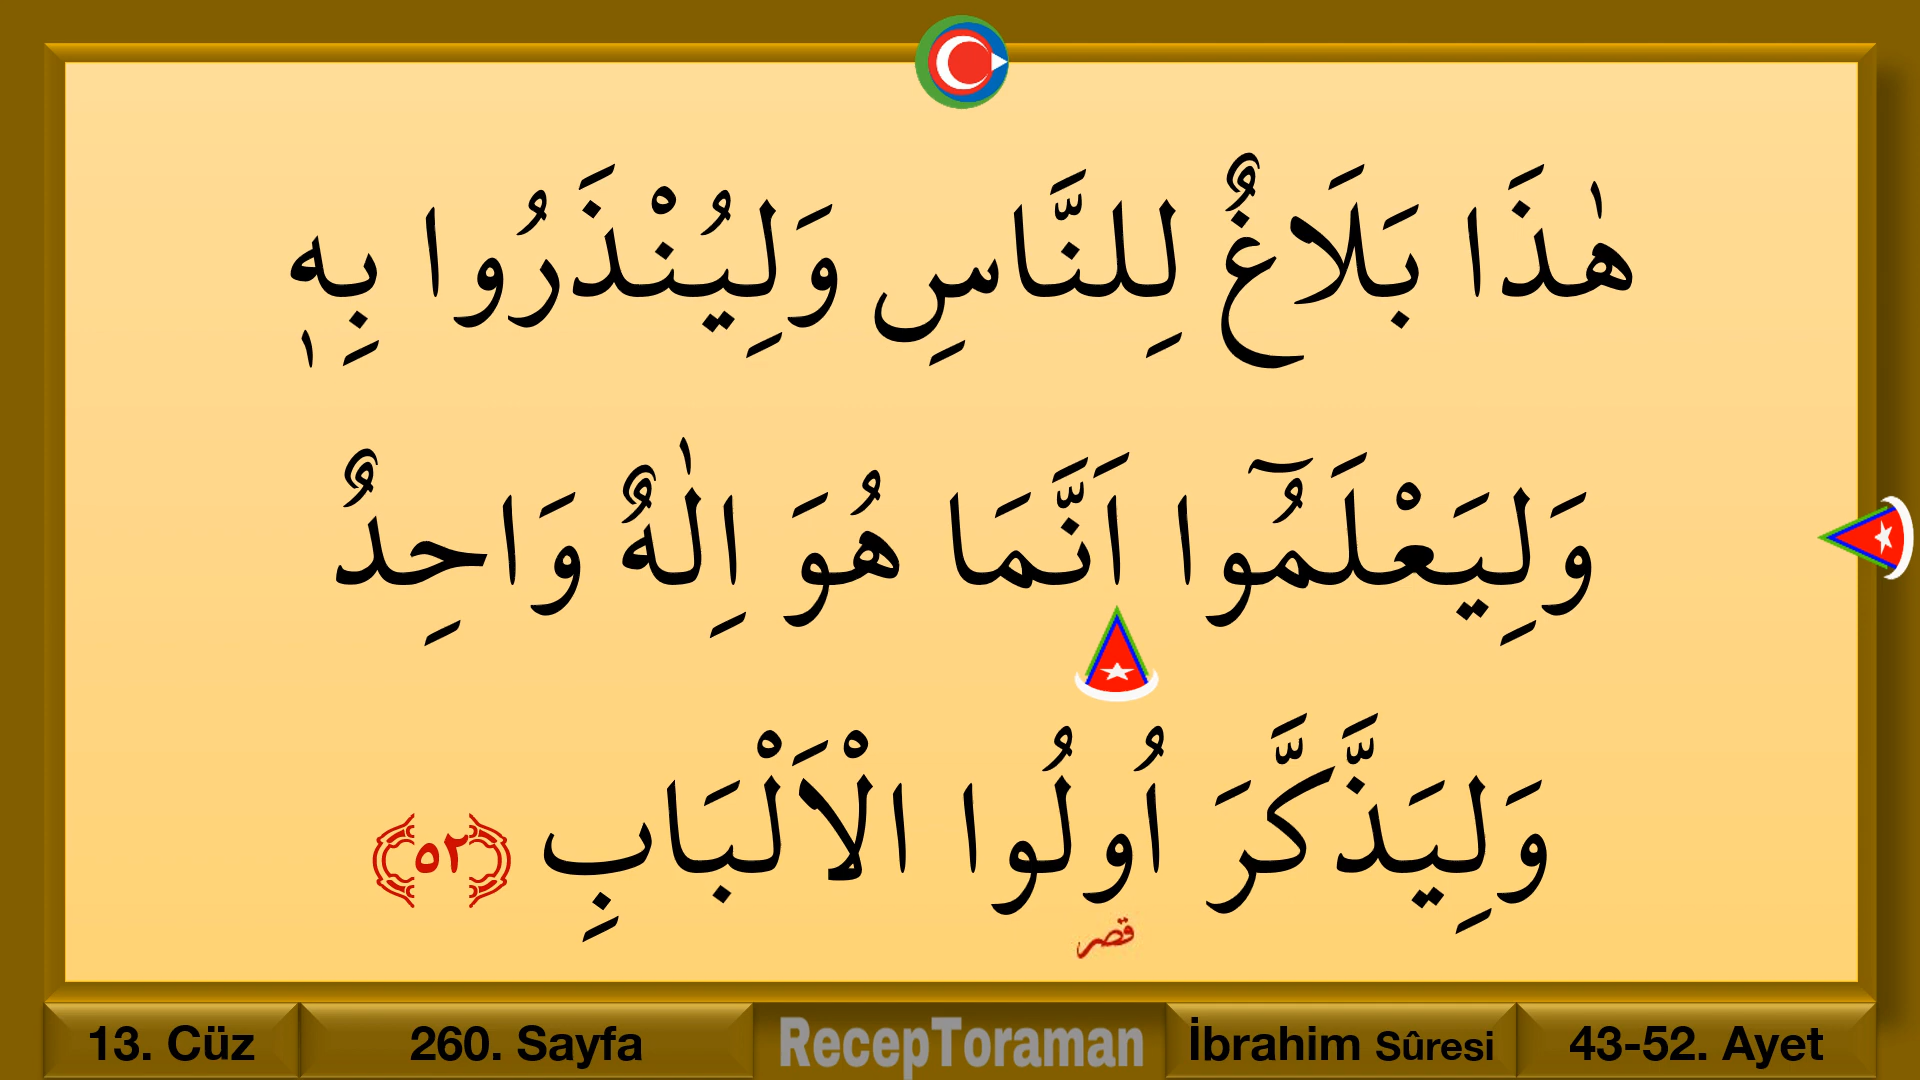 هٰذَا بَلَاغٌ لِلنَّاسِ وَلِيُنْذَرُوا بِهٖ
وَلِيَعْلَمُٓوا اَنَّمَا هُوَ اِلٰهٌ وَاحِدٌ
وَلِيَذَّكَّرَ اُولُوا الْاَلْبَابِ ﴿٥٢﴾
قصر
13. Cüz 260. Sayfa RecepToraman İbrahim Sûresi 43-52. Ayet